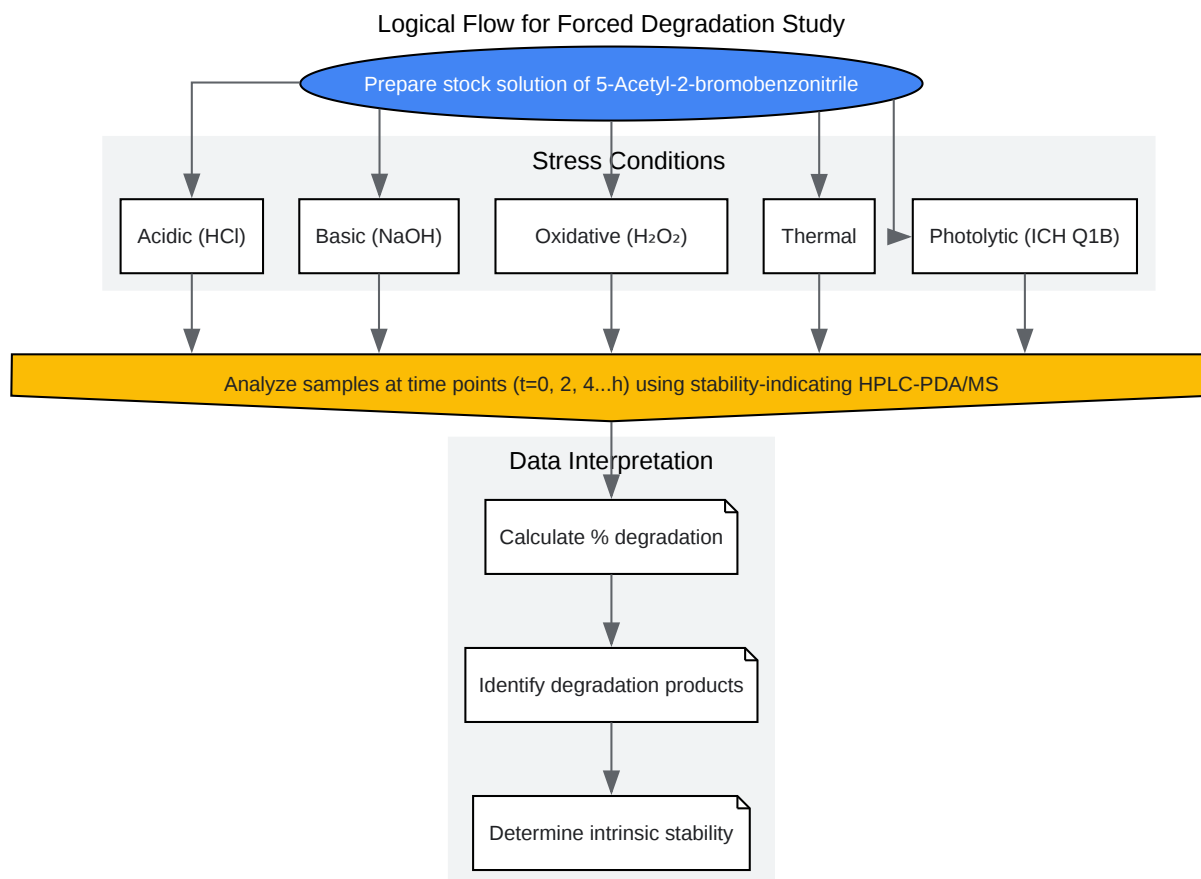 Logical Flow for Forced Degradation Study
Prepare stock solution of 5-Acetyl-2-bromobenzonitrile
Stress Conditions
Acidic (HCl)
Basic (NaOH)
Oxidative (H₂O₂)
Thermal
Photolytic (ICH Q1B)
Analyze samples at time points (t=0, 2, 4...h) using stability-indicating HPLC-PDA/MS
Data Interpretation
Calculate % degradation
Identify degradation products
Determine intrinsic stability